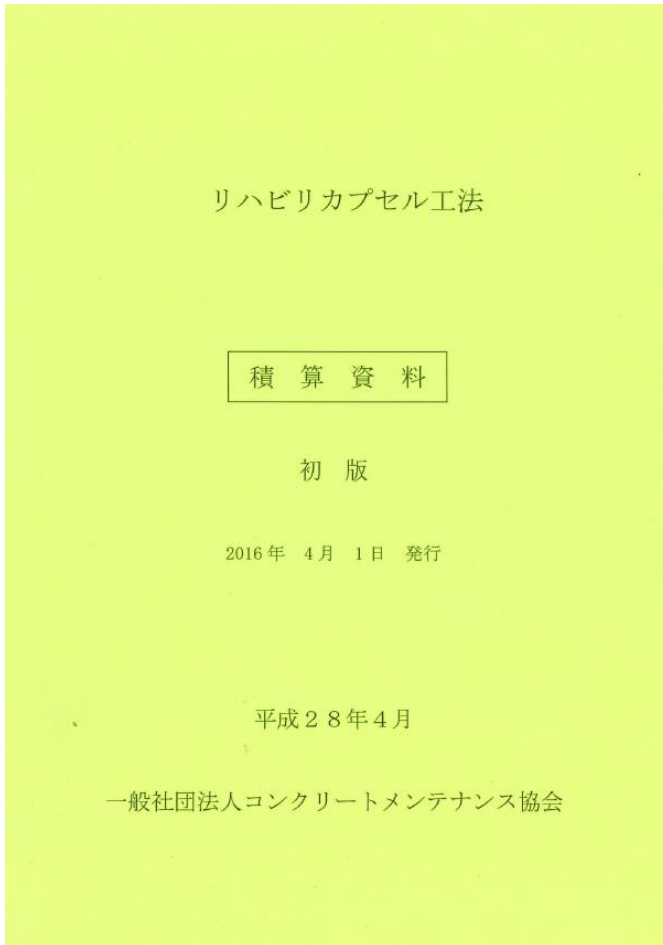 リハビリカプセル工法
積 算 資 料
初 版
2016年 4月 1日 発行
平成28年4月
一般社団法人コンクリートメンテナンス協会